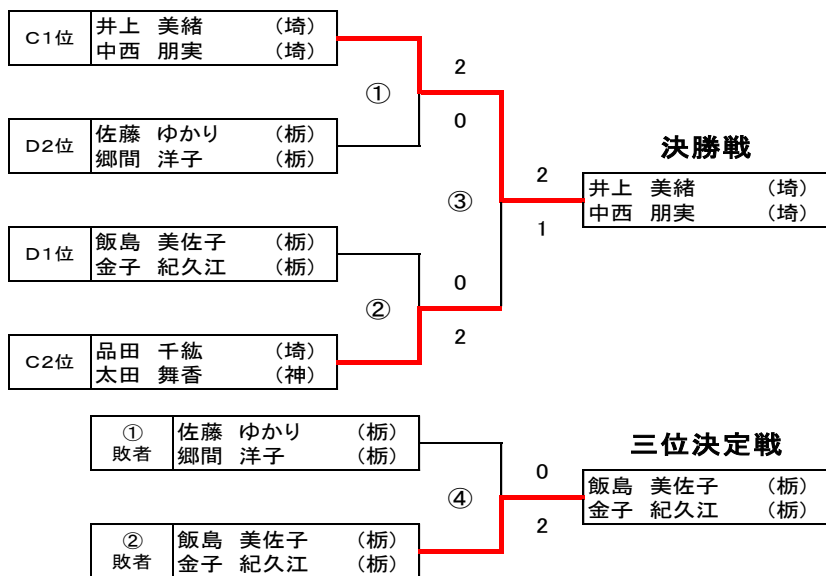 C1位 井上 美緒 (埼)
中西 朋実 (埼)
2
①
0
D2位 佐藤 ゆかり (栃)
郷間 洋子 (栃)
決勝戦
2
井上 美緒 (埼)
中西 朋実 (埼)
③
1
D1位 飯島 美佐子 (栃)
金子 紀久江 (栃)
0
②
2
C2位 品田 千紘 (埼)
太田 舞香 (神)
① 敗者
佐藤 ゆかり (栃)
郷間 洋子 (栃)
三位決定戦
0
飯島 美佐子 (栃)
金子 紀久江 (栃)
④
2
② 敗者
飯島 美佐子 (栃)
金子 紀久江 (栃)